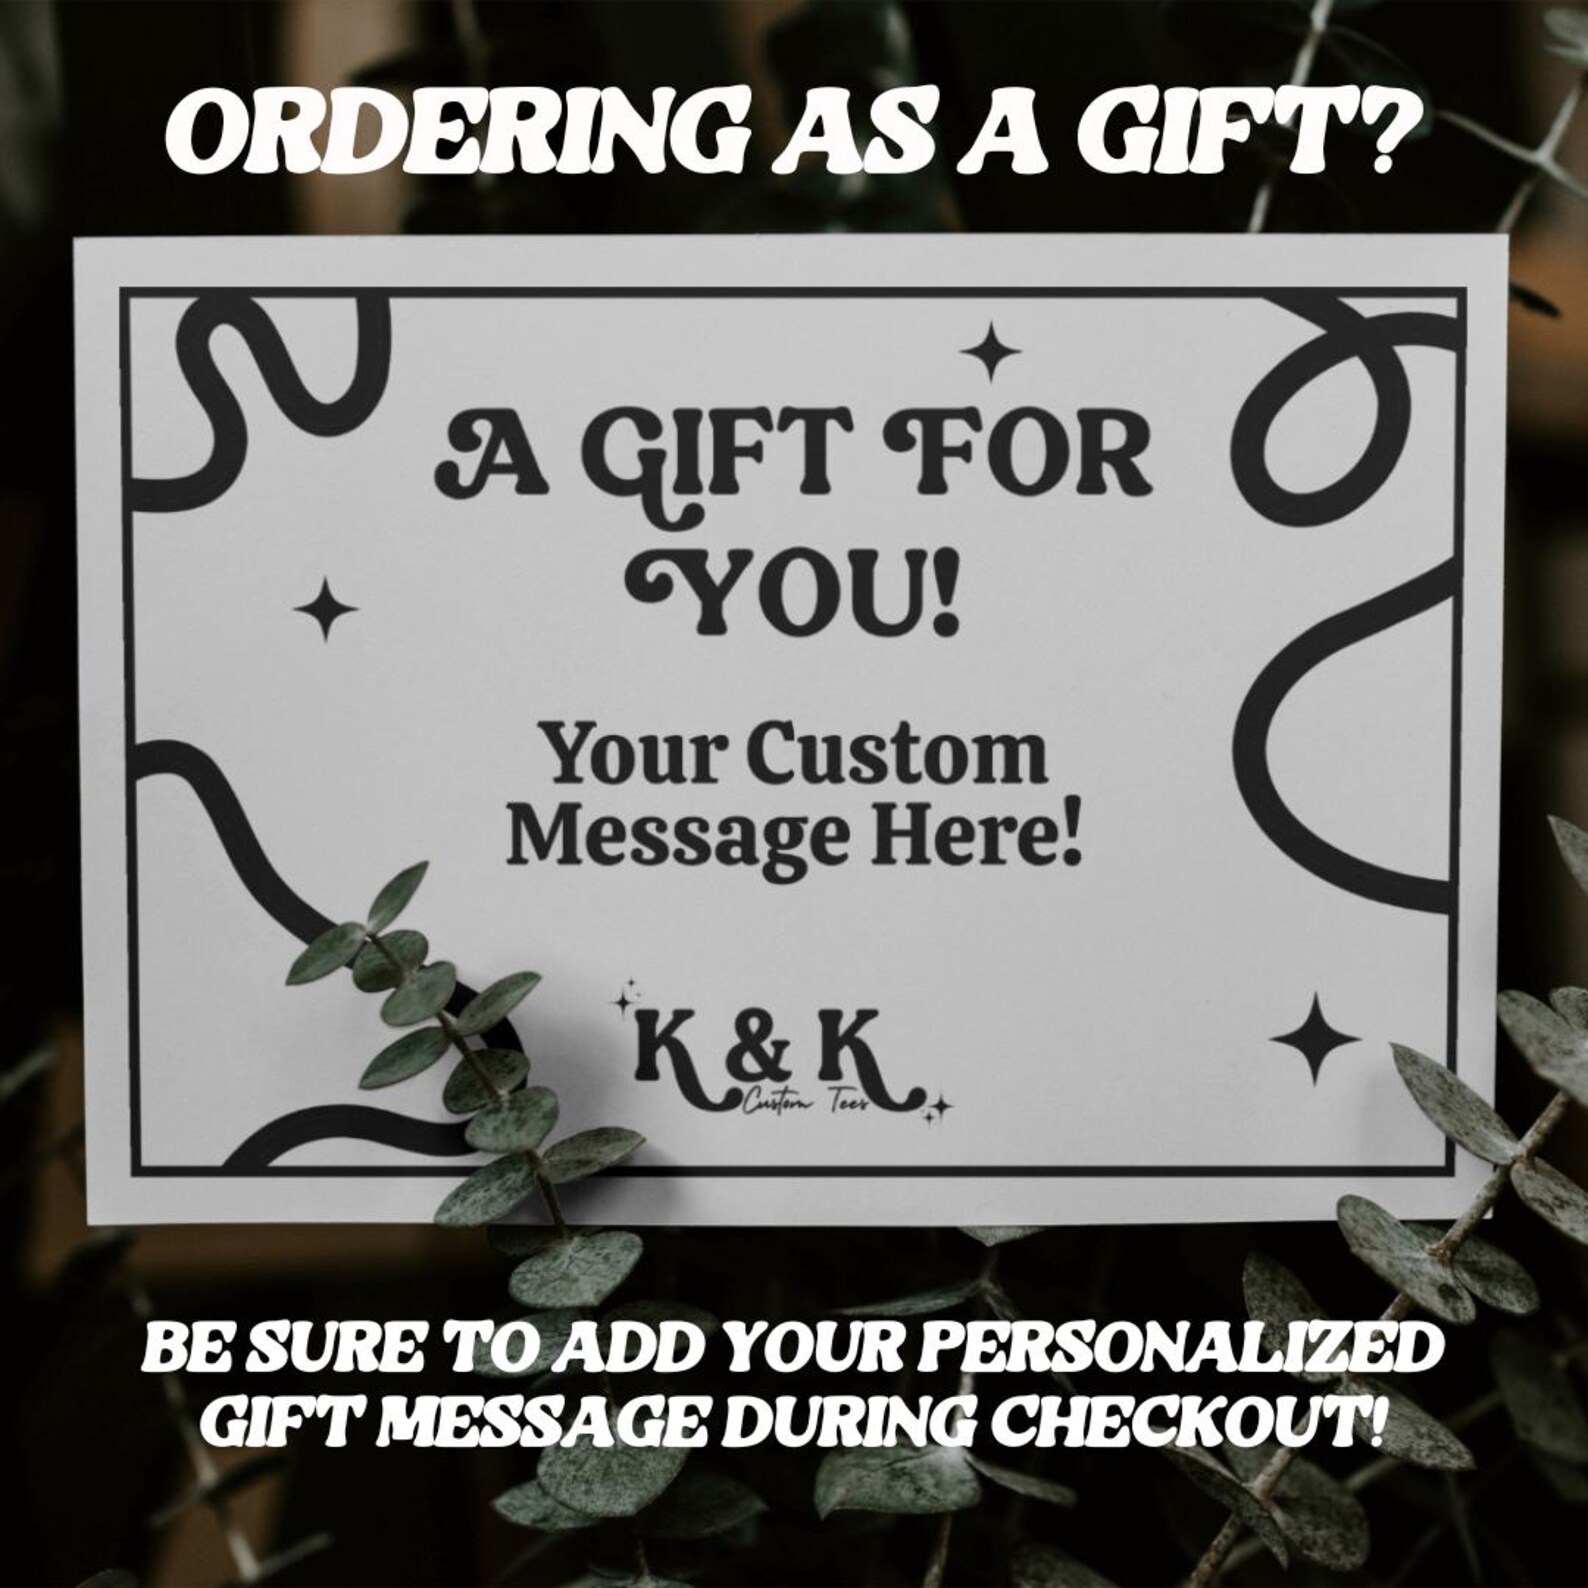 ORDERING AS A GIFT?
A GIFT FOR
YOU!
Your Custom
Message Here!
K & K
Custom Tees
BE SURE TO ADD YOUR PERSONALIZED
GIFT MESSAGE DURING CHECKOUT!